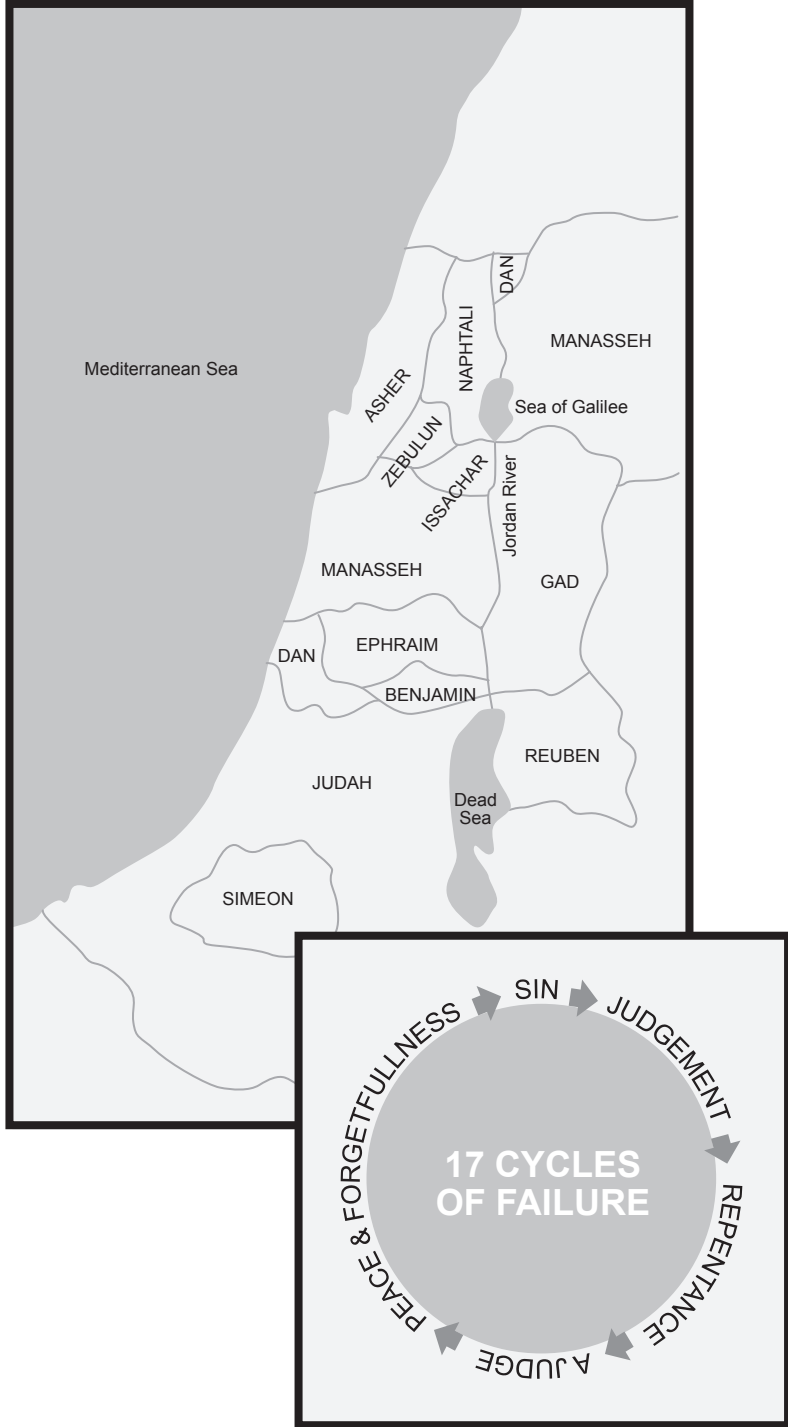 DAN
NAPHTALI
MANASSEH
Mediterranean Sea
ASHER
Sea of Galilee
ZEBULUN
ISSACHAR
Jordan River
MANASSEH
GAD
DAN
EPHRAIM
BENJAMIN
REUBEN
JUDAH
Dead
Sea
SIMEON
SIN
JUDGEMENT
REPENTANCE
A JUDGE
PEACE & FORGETFULLNESS
17 CYCLES
OF FAILURE